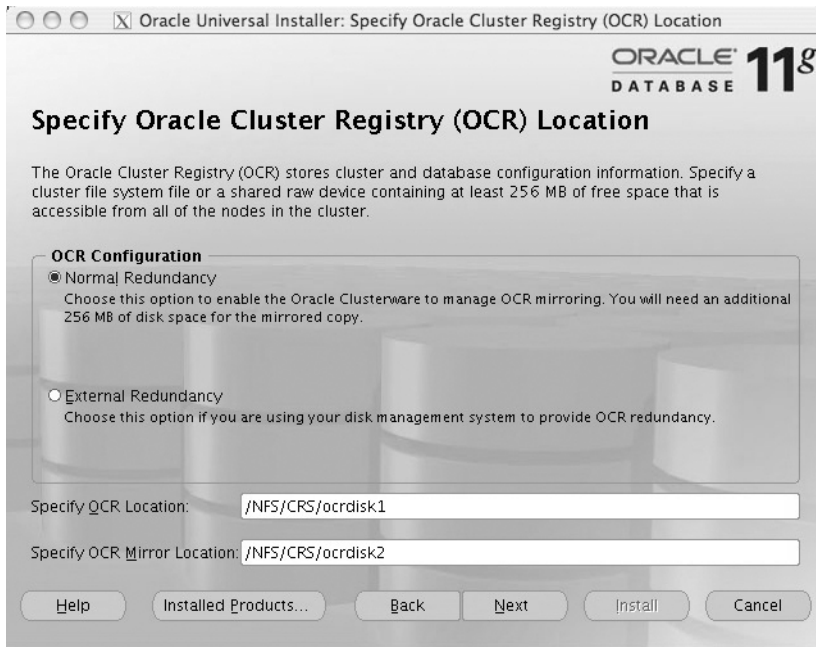 X Oracle Universal Installer: Specify Oracle Cluster Registry (OCR) Location
ORACLE® 11g
DATABASE
Specify Oracle Cluster Registry (OCR) Location
The Oracle Cluster Registry (OCR) stores cluster and database configuration information. Specify a
cluster file system file or a shared raw device containing at least 256 MB of free space that is
accessible from all of the nodes in the cluster.
OCR Configuration
Normal Redundancy
Choose this option to enable the Oracle Clusterware to manage OCR mirroring. You will need an additional
256 MB of disk space for the mirrored copy.
External Redundancy
Choose this option if you are using your disk management system to provide OCR redundancy.
Specify OCR Location: /NFS/CRS/ocrdisk1
Specify OCR Mirror Location: /NFS/CRS/ocrdisk2
Help Installed Products... Back Next Install Cancel